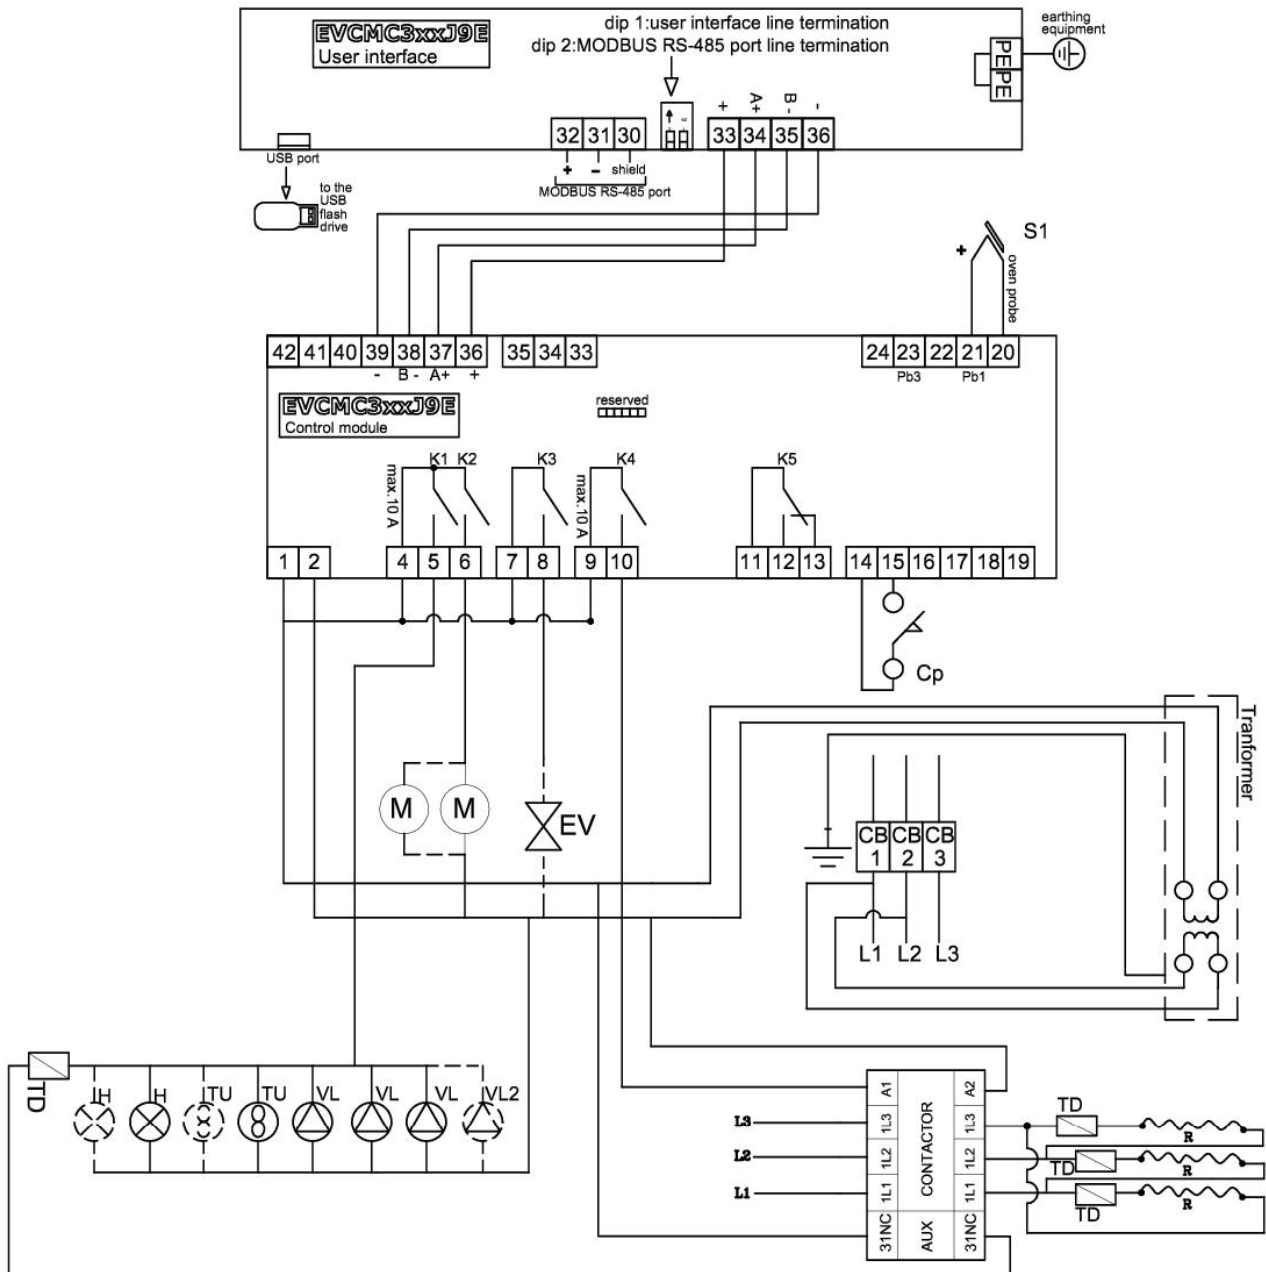 EVCMC3xxJ9E
User interface
dip 1:user interface line termination
dip 2:MODBUS RS-485 port line termination
earthing
equipment
PE PE
+ A+ B- -
32 31 30
33 34 35 36
+ - shield
MODBUS RS-485 port
USB port
to the
USB
flash
drive
S1
+
oven probe
42 41 40 39 38 37 36
35 34 33
24 23 22 21 20
- B - A+ +
Pb3 Pb1
EVCMC3xxJ9E
Control module
reserved
K1 K2 K3 K4 K5
max.10 A
max.10 A
1 2 4 5 6 7 8 9 10 11 12 13 14 15 16 17 18 19
Cp
Tranformer
M M EV
CB 1 CB 2 CB 3
L1 L2 L3
TD
H H TU TU VL VL VL VL2
A1 A2
L3 1L3 1L3 TD R
L2 1L2 1L2 TD R
L1 1L1 1L1 TD R
CONTACTOR
31NC AUX 31NC